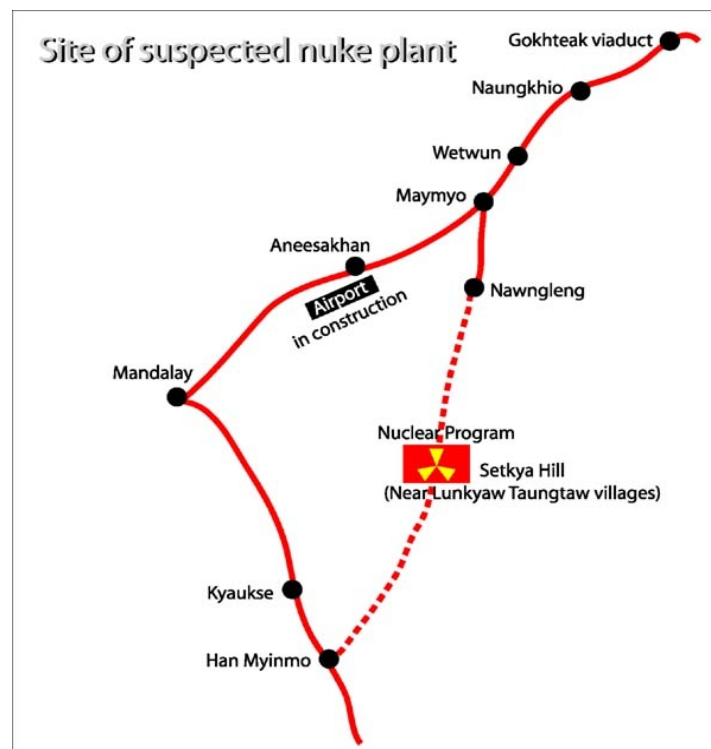 Site of suspected nuke plant
Gokhteak viaduct
Naungkhio
Wetwun
Maymyo
Aneesakhan
Airport
in construction
Nawngleng
Mandalay
Nuclear Program
Setkya Hill
(Near Lunkyaw Taungtaw villages)
Kyaukse
Han Myinmo